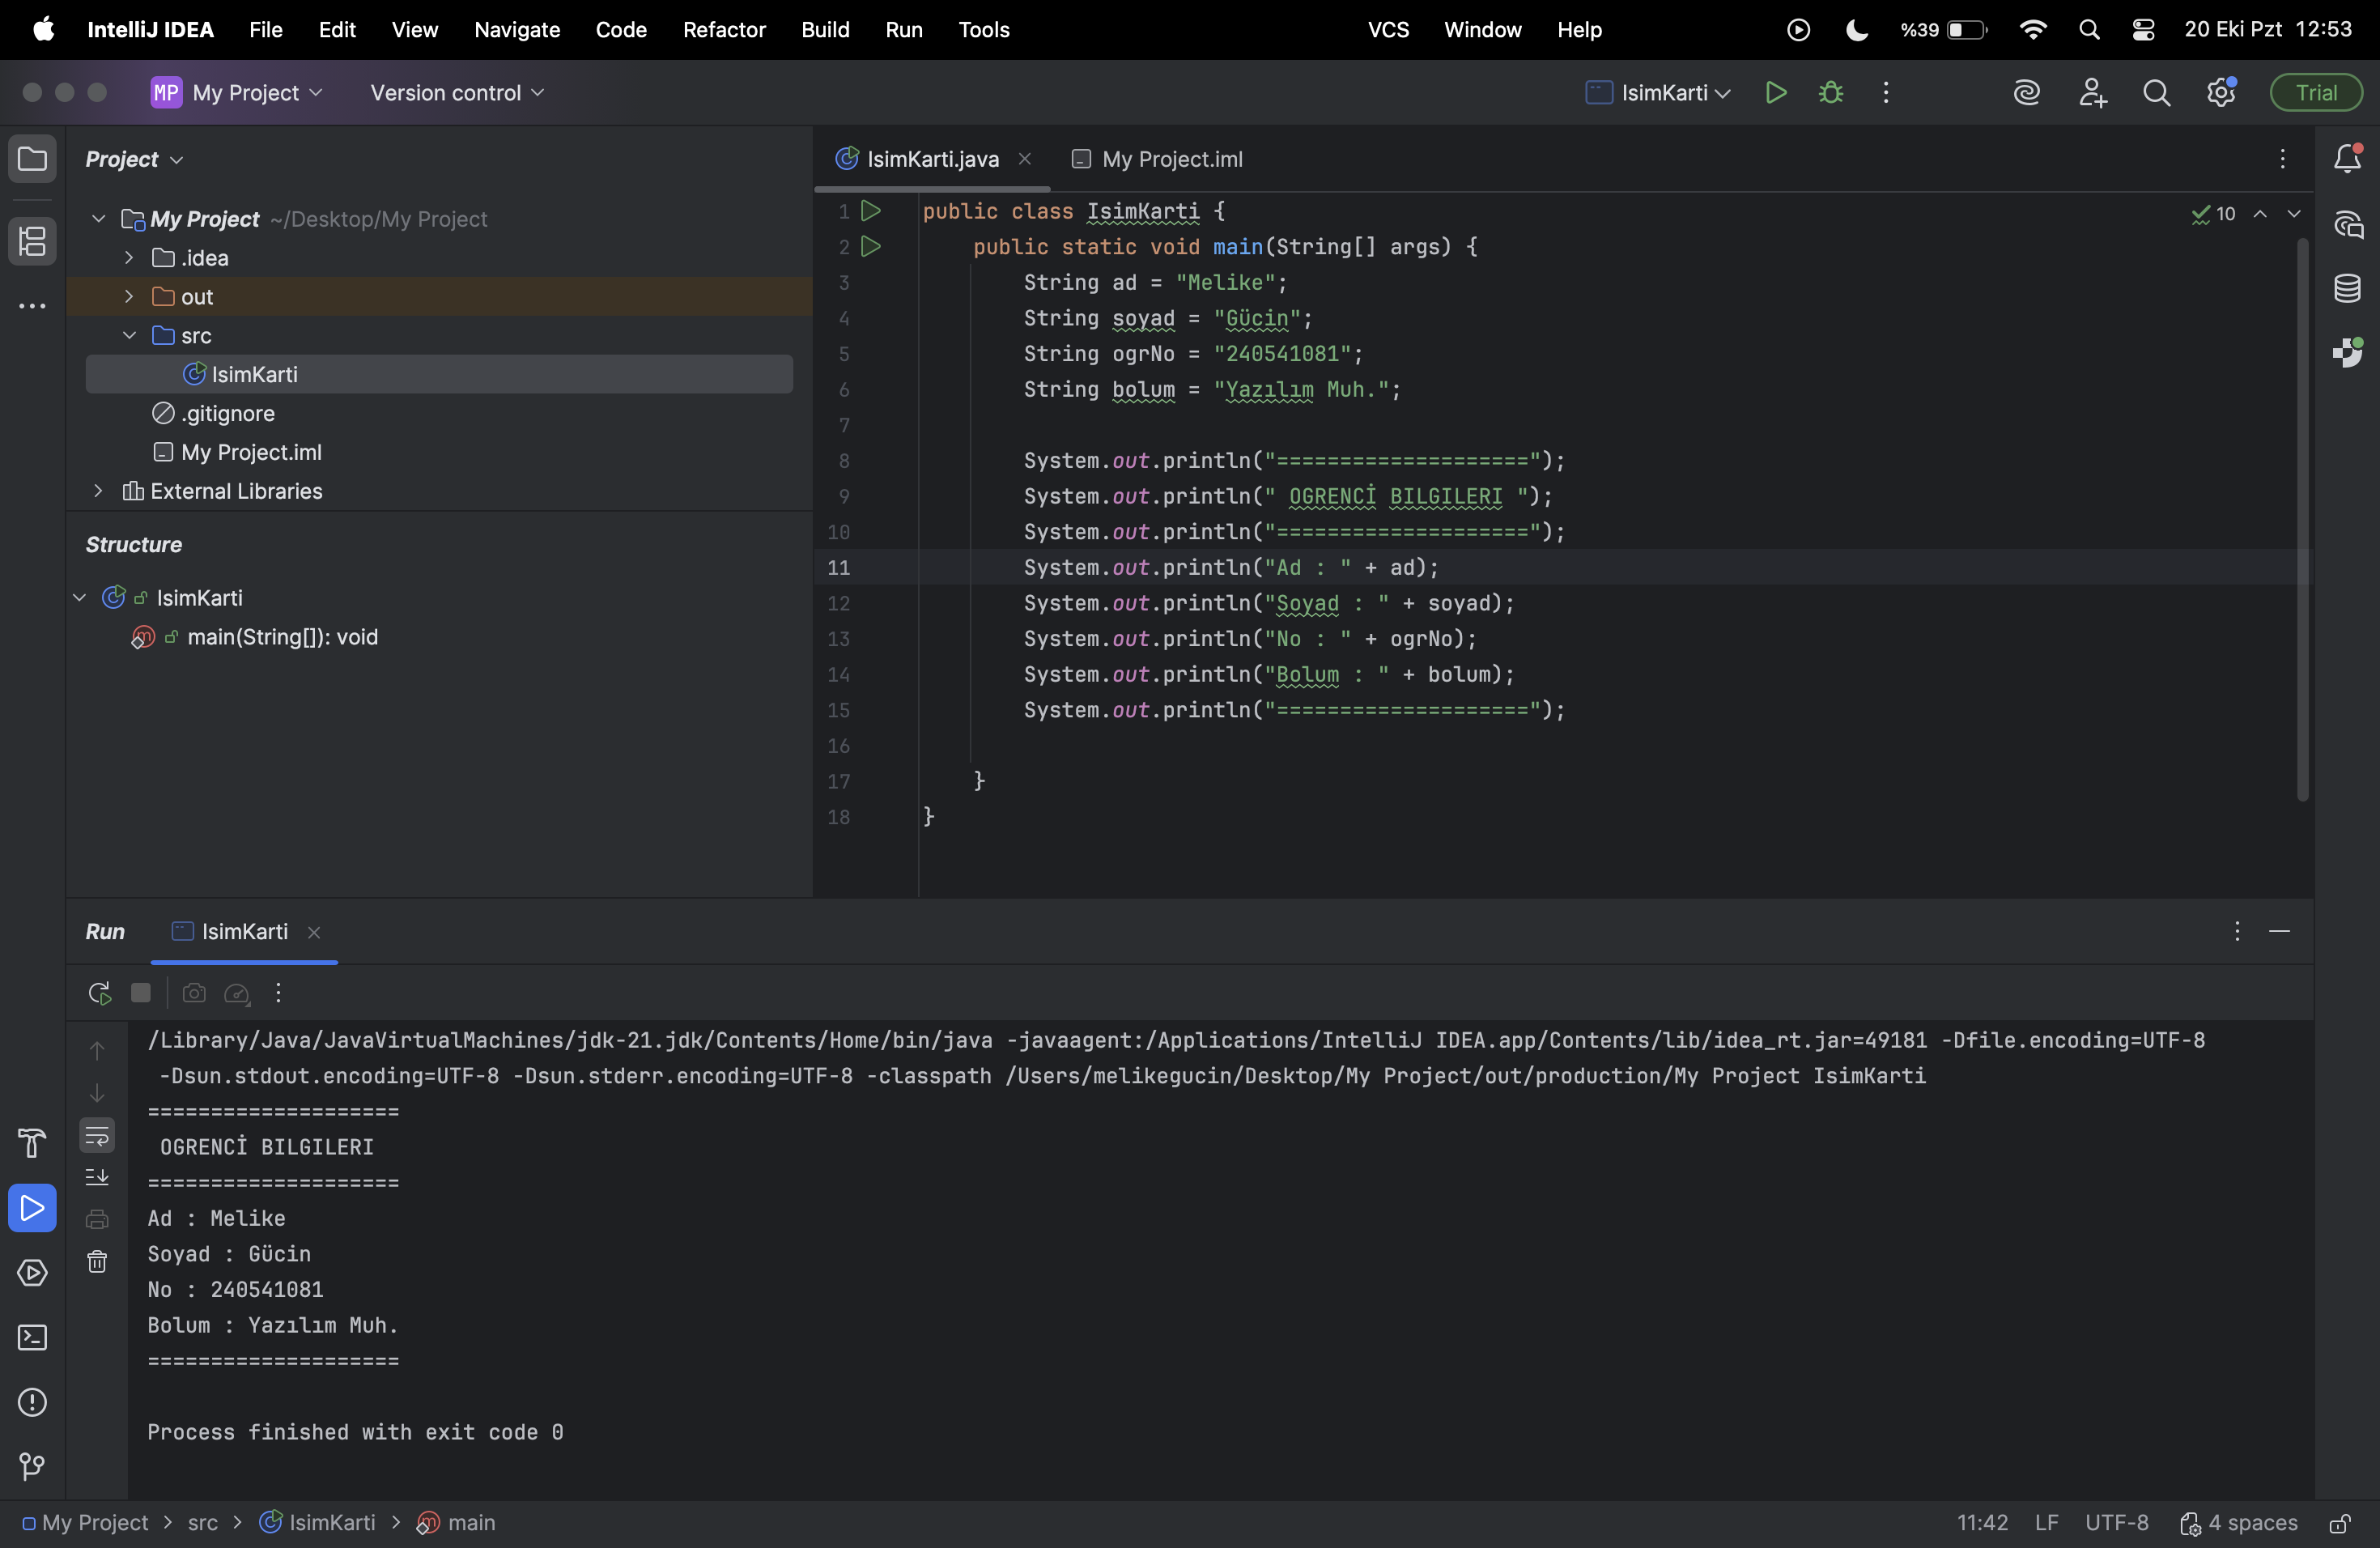 IntelliJ IDEA File Edit View Navigate Code Refactor Build Run Tools VCS Window Help %39 20 Eki Pzt 12:53
MP My Project Version control IsimKarti Trial
Project
My Project ~/Desktop/My Project
.idea
out
src
IsimKarti
.gitignore
My Project.iml
External Libraries
Structure
IsimKarti
main(String[]): void
IsimKarti.java My Project.iml
10
1 public class IsimKarti {
2     public static void main(String[] args) {
3         String ad = "Melike";
4         String soyad = "Gücin";
5         String ogrNo = "240541081";
6         String bolum = "Yazılım Muh.";
7
8         System.out.println("====================");
9         System.out.println(" OGRENCİ BILGILERI ");
10         System.out.println("====================");
11         System.out.println("Ad : " + ad);
12         System.out.println("Soyad : " + soyad);
13         System.out.println("No : " + ogrNo);
14         System.out.println("Bolum : " + bolum);
15         System.out.println("====================");
16
17     }
18 }
Run IsimKarti
/Library/Java/JavaVirtualMachines/jdk-21.jdk/Contents/Home/bin/java -javaagent:/Applications/IntelliJ IDEA.app/Contents/lib/idea_rt.jar=49181 -Dfile.encoding=UTF-8
-Dsun.stdout.encoding=UTF-8 -Dsun.stderr.encoding=UTF-8 -classpath /Users/melikegucin/Desktop/My Project/out/production/My Project IsimKarti
====================
OGRENCİ BILGILERI
====================
Ad : Melike
Soyad : Gücin
No : 240541081
Bolum : Yazılım Muh.
====================
Process finished with exit code 0
My Project > src > IsimKarti > main 11:42 LF UTF-8 4 spaces